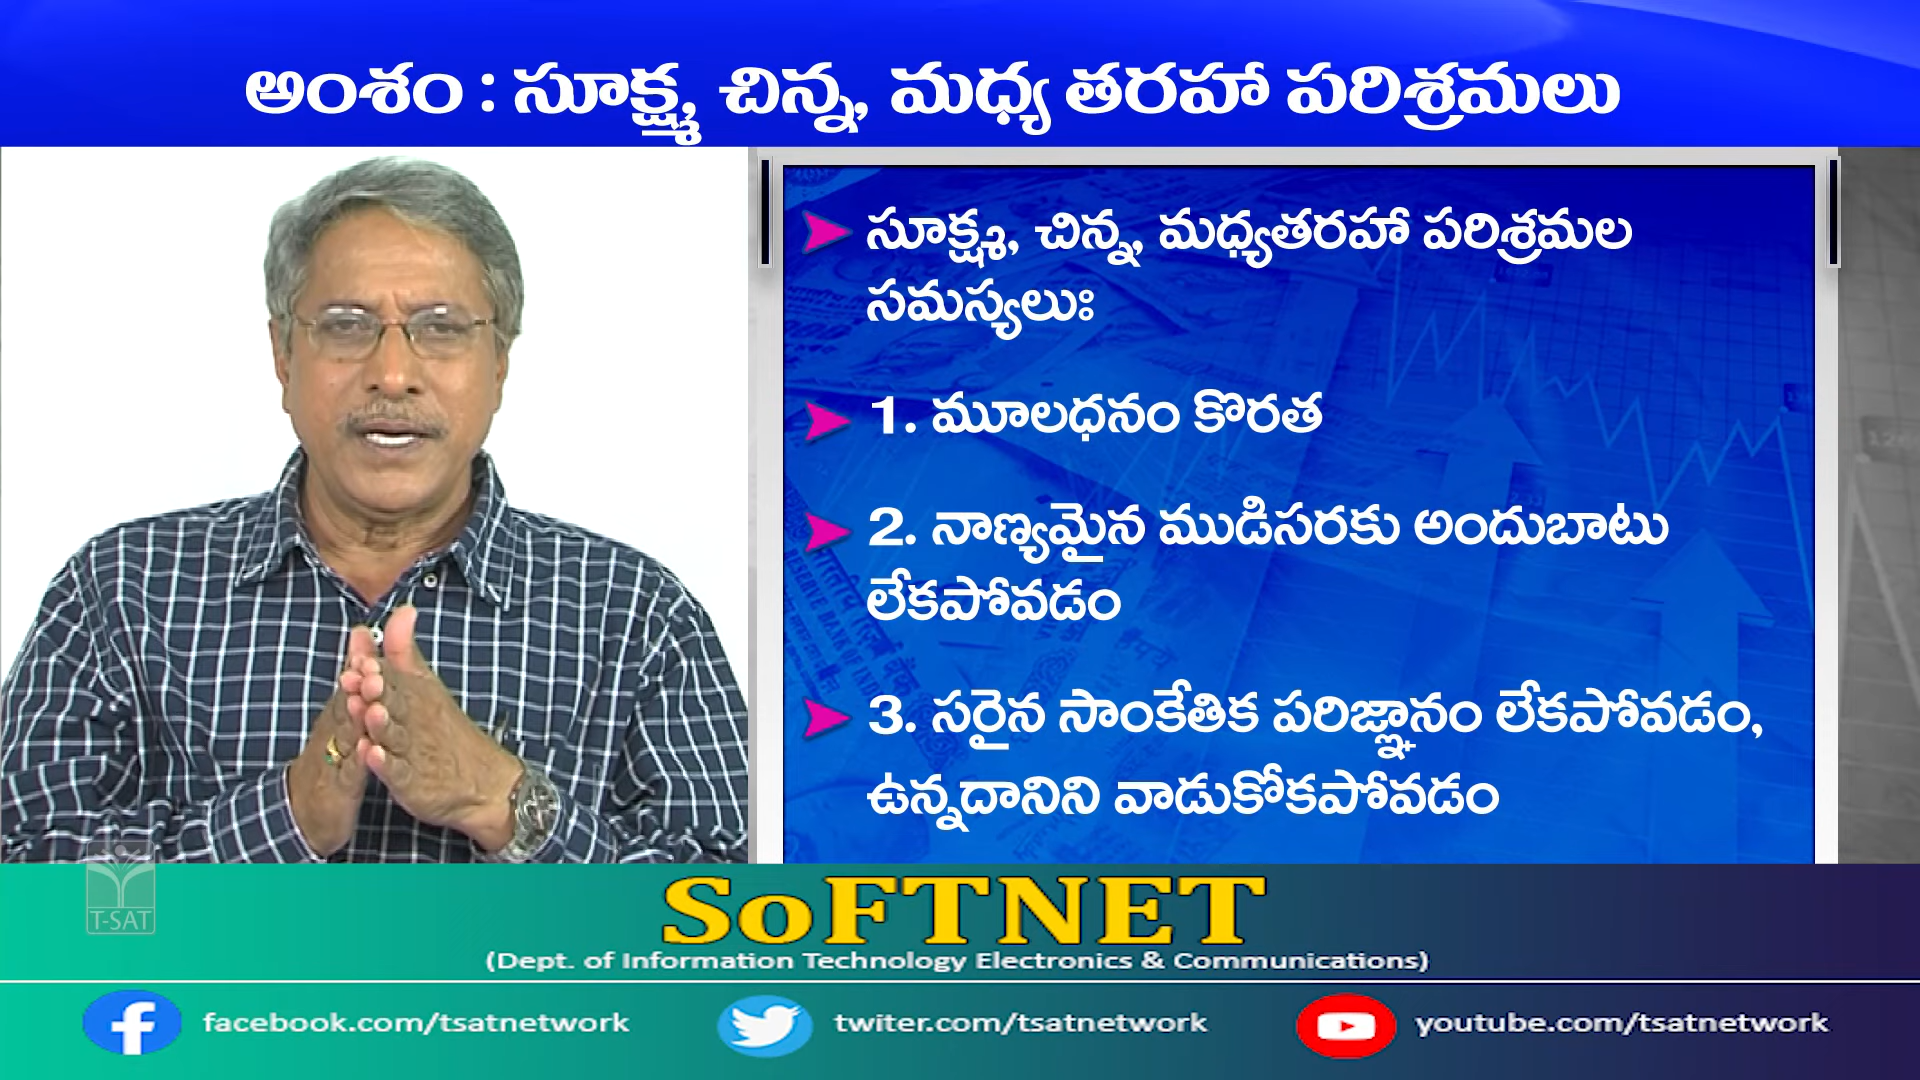 అంశం : సూక్ష్మ చిన్న, మధ్య తరహా పరిశ్రమలు
సూక్ష్మ, చిన్న, మధ్యతరహా పరిశ్రమల
సమస్యలుః
1. మూలధనం కొరత
2. నాణ్యమైన ముడిసరకు అందుబాటు
లేకపోవడం
3. సరైన సాంకేతిక పరిజ్ఞానం లేకపోవడం,
ఉన్నదానిని వాడుకోకపోవడం
T-SAT
SoFTNET
(Dept. of Information Technology Electronics & Communications)
facebook.com/tsatnetwork
twiter.com/tsatnetwork
youtube.com/tsatnetwork